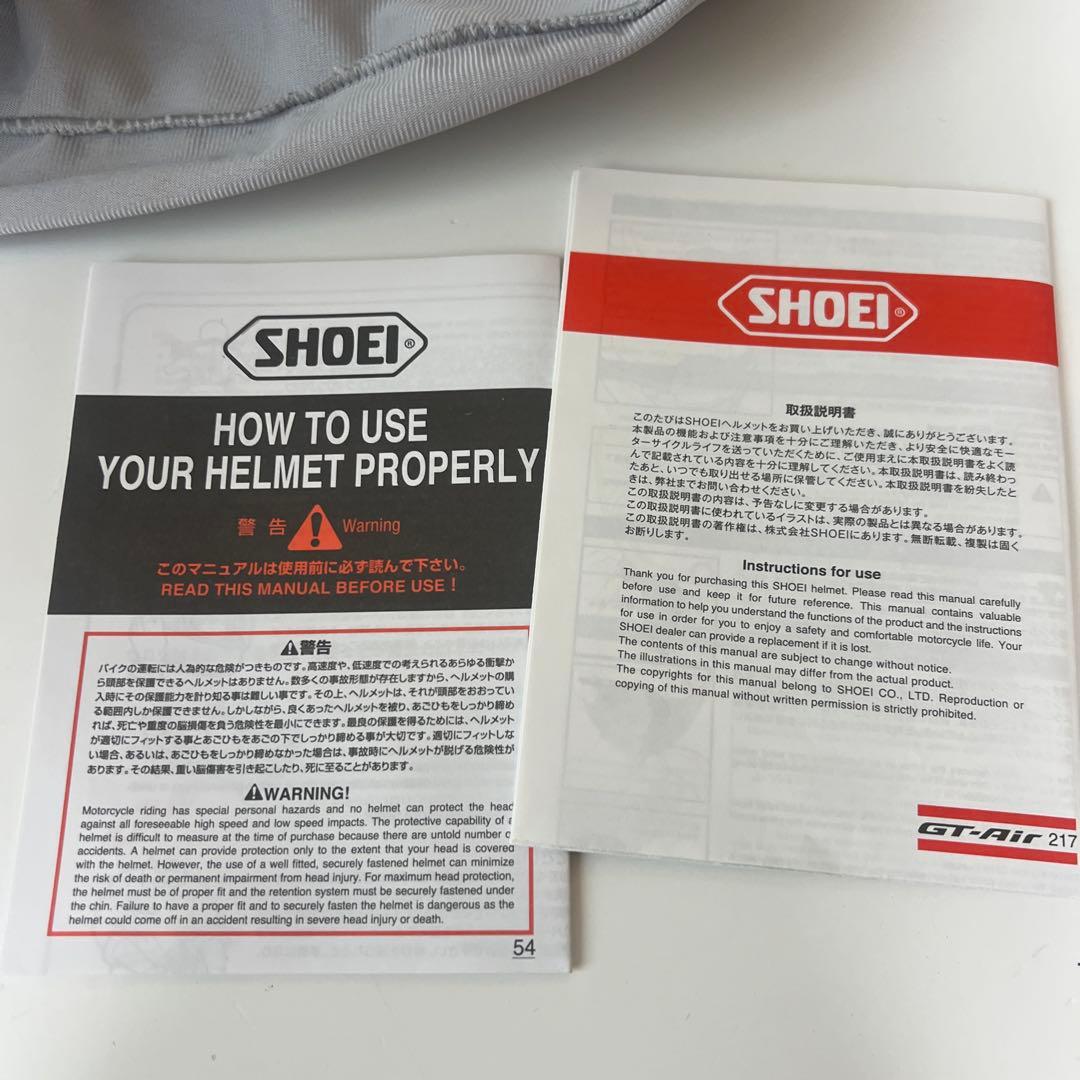 SHOEI®
HOW TO USE
YOUR HELMET PROPERLY
警告 Warning
このマニュアルは使用前に必ず読んで下さい。
READ THIS MANUAL BEFORE USE！
警告
バイクの運転には人為的な危険がつきものです。高速度や、低速度での考えられるあらゆる衝撃か
ら頭部を保護できるヘルメットはありません。数多くの事故形態が存在しますから、ヘルメットの購
入時にその保護能力を計り知る事は難しい事です。その上、ヘルメットは、それが頭部をおおってい
る範囲内しか保護できません。しかしながら、良くあったヘルメットを被り、あごひもをしっかり締め
れば、死亡や重度の脳損傷を負う危険性を最小にできます。最良の保護を得るためには、ヘルメット
が適切にフィットする事とあごひもをあごの下でしっかり締める事が大切です。適切にフィットしな
い場合、あるいは、あごひもをしっかり締めなかった場合は、事故時にヘルメットが脱げる危険性が
あります。その結果、重い脳傷害を引き起こしたり、死に至ることがあります。
WARNING!
Motorcycle riding has special personal hazards and no helmet can protect the head
against all foreseeable high speed and low speed impacts. The protective capability of
helmet is difficult to measure at the time of purchase because there are untold number
accidents. A helmet can provide protection only to the extent that your head is covered
with the helmet. However, the use of a well fitted, securely fastened helmet can minimize
the risk of death or permanent impairment from head injury. For maximum head protection,
the helmet must be of proper fit and the retention system must be securely fastened under
the chin. Failure to have a proper fit and to securely fasten the helmet is dangerous as the
helmet could come off in an accident resulting in severe head injury or death.
54
SHOEI®
取扱説明書
このたびはSHOEIヘルメットをお買い上げいただき、誠にありがとうございます。
本製品の機能および注意事項を十分にご理解いただき、より安全に快適なモー
ターサイクルライフを送っていただくために、ご使用まえに本取扱説明書をよく読
んで記載されている内容を十分に理解してください。本取扱説明書は、読み終わっ
たあと、いつでも取り出せる場所に保管してください。本取扱説明書を紛失したと
きは、弊社までお問い合わせください。
この取扱説明書の内容は、予告なしに変更する場合があります。
この取扱説明書に使われているイラストは、実際の製品とは異なる場合があります。
この取扱説明書の著作権は、株式会社SHOEIにあります。無断転載、複製は固く
お断りします。
Instructions for use
Thank you for purchasing this SHOEI helmet. Please read this manual carefully
before use and keep it for future reference. This manual contains valuable
information to help you understand the functions of the product and the instructions
for use in order for you to enjoy a safety and comfortable motorcycle life. Your
SHOEI dealer can provide a replacement if it is lost.
The contents of this manual are subject to change without notice.
The illustrations in this manual may differ from the actual product.
The copyrights for this manual belong to SHOEI CO., LTD. Reproduction or
copying of this manual without written permission is strictly prohibited.
GT-Air 217